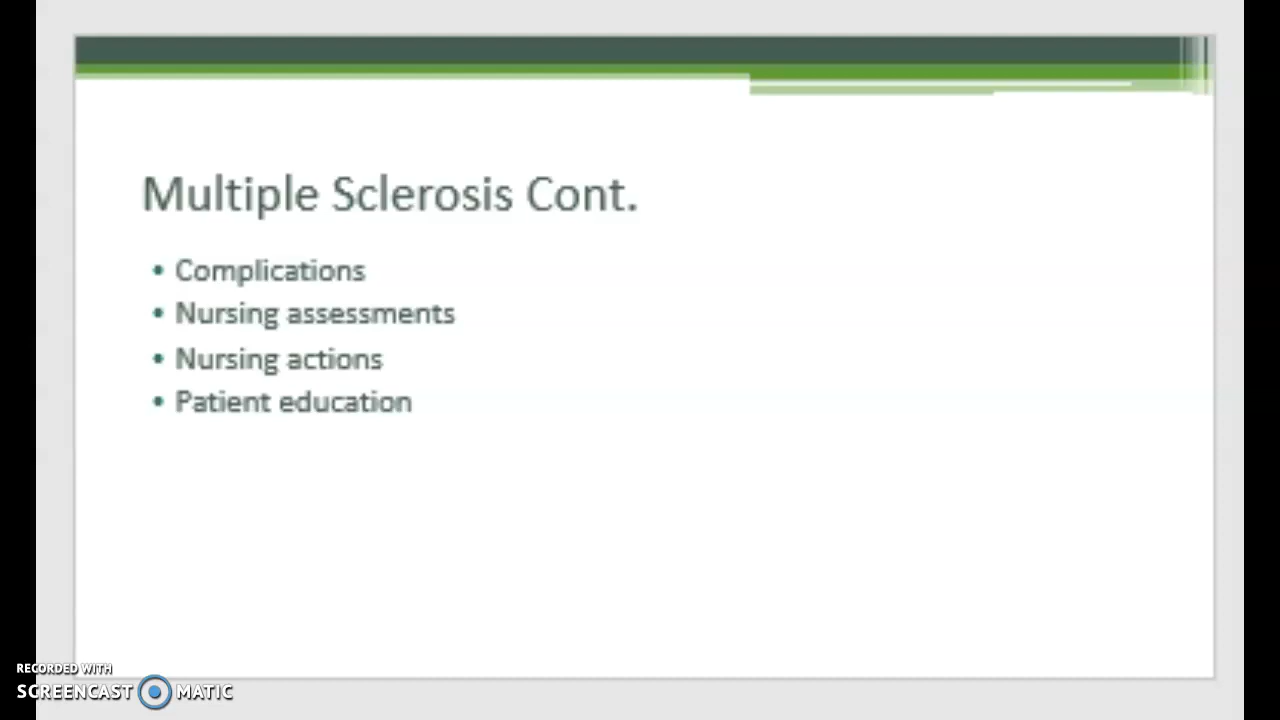 Multiple Sclerosis Cont.
• Complications
• Nursing assessments
• Nursing actions
• Patient education
RECORDED WITH
SCREENCAST MATIC